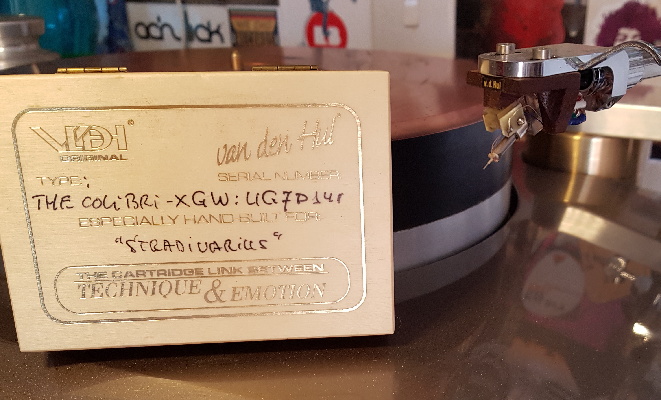 VDH®
ORIGINAL
van den Hul
TYPE:
SERIAL NUMBER
THE COLIBRI-XGW:
ESPECIALLY HAND BUILT FOR
"STRADIVARIUS"
THE CARTRIDGE LINK BETWEEN
TECHNIQUE & EMOTION
v.d.Hul